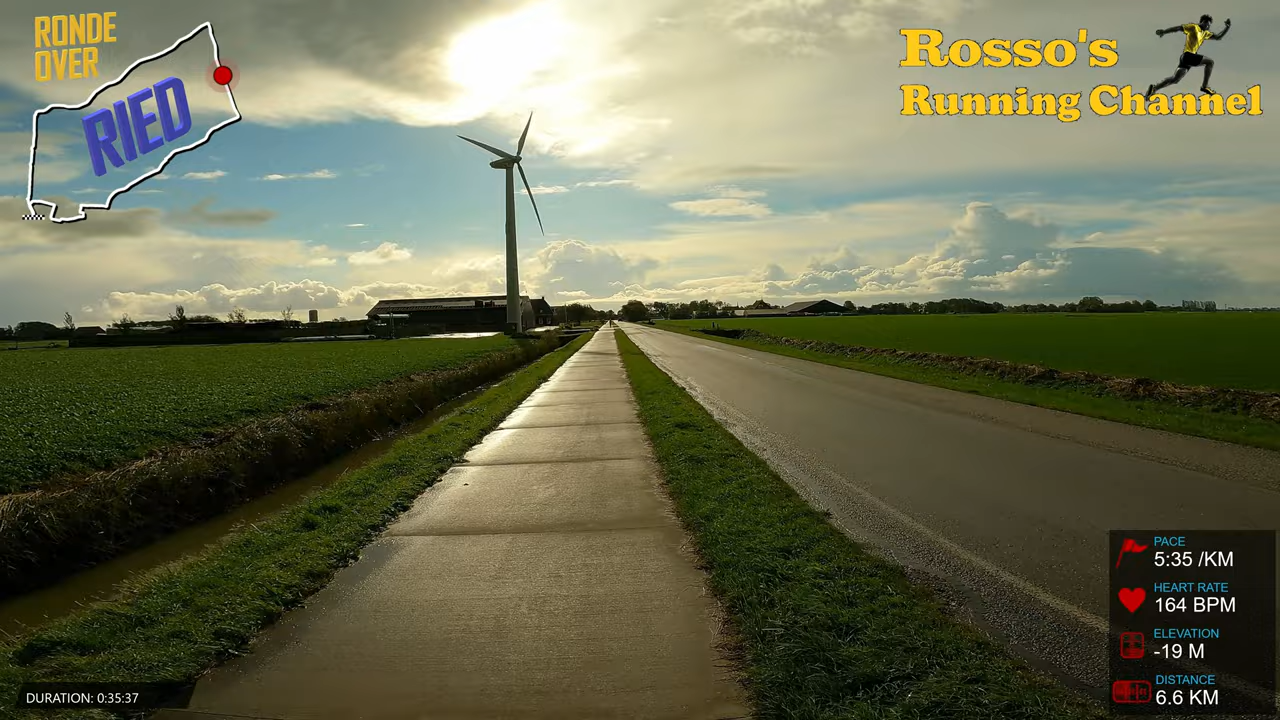 RONDE
OVER
RIED
Rosso's
Running Channel
PACE
5:35 /KM
HEART RATE
164 BPM
ELEVATION
-19 M
DISTANCE
6.6 KM
DURATION: 0:35:37